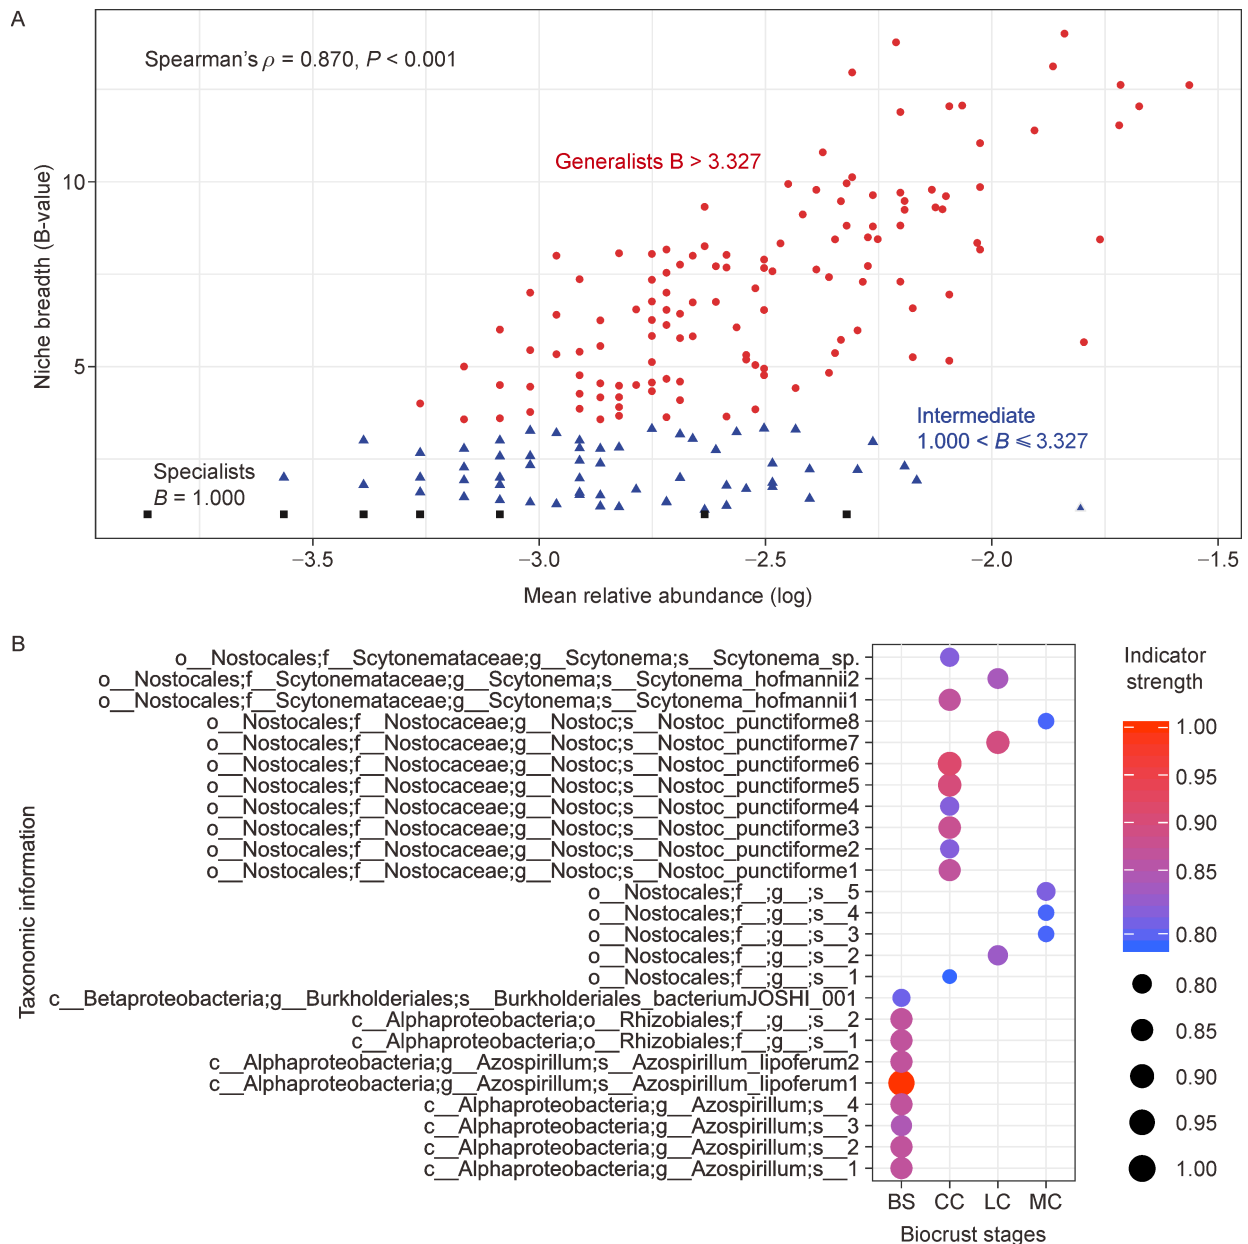 A
Spearman's ρ = 0.870, P < 0.001
Generalists B > 3.327
Intermediate
1.000 < B ⩽ 3.327
Specialists
B = 1.000
Niche breadth (B-value)
10
5
−3.5
−3.0
−2.5
−2.0
−1.5
Mean relative abundance (log)
B
Taxonomic information
o__Nostocales;f__Scytonemataceae;g__Scytonema;s__Scytonema_sp.
o__Nostocales;f__Scytonemataceae;g__Scytonema;s__Scytonema_hofmannii2
o__Nostocales;f__Scytonemataceae;g__Scytonema;s__Scytonema_hofmannii1
o__Nostocales;f__Nostocaceae;g__Nostoc;s__Nostoc_punctiforme8
o__Nostocales;f__Nostocaceae;g__Nostoc;s__Nostoc_punctiforme7
o__Nostocales;f__Nostocaceae;g__Nostoc;s__Nostoc_punctiforme6
o__Nostocales;f__Nostocaceae;g__Nostoc;s__Nostoc_punctiforme5
o__Nostocales;f__Nostocaceae;g__Nostoc;s__Nostoc_punctiforme4
o__Nostocales;f__Nostocaceae;g__Nostoc;s__Nostoc_punctiforme3
o__Nostocales;f__Nostocaceae;g__Nostoc;s__Nostoc_punctiforme2
o__Nostocales;f__Nostocaceae;g__Nostoc;s__Nostoc_punctiforme1
o__Nostocales;f__;g__;s__5
o__Nostocales;f__;g__;s__4
o__Nostocales;f__;g__;s__3
o__Nostocales;f__;g__;s__2
o__Nostocales;f__;g__;s__1
c__Betaproteobacteria;g__Burkholderiales;s__Burkholderiales_bacteriumJOSHI_001
c__Alphaproteobacteria;o__Rhizobiales;f__;g__;s__2
c__Alphaproteobacteria;o__Rhizobiales;f__;g__;s__1
c__Alphaproteobacteria;g__Azospirillum;s__Azospirillum_lipoferum2
c__Alphaproteobacteria;g__Azospirillum;s__Azospirillum_lipoferum1
c__Alphaproteobacteria;g__Azospirillum;s__4
c__Alphaproteobacteria;g__Azospirillum;s__3
c__Alphaproteobacteria;g__Azospirillum;s__2
c__Alphaproteobacteria;g__Azospirillum;s__1
BS
CC
LC
MC
Biocrust stages
Indicator
strength
1.00
0.95
0.90
0.85
0.80
0.80
0.85
0.90
0.95
1.00